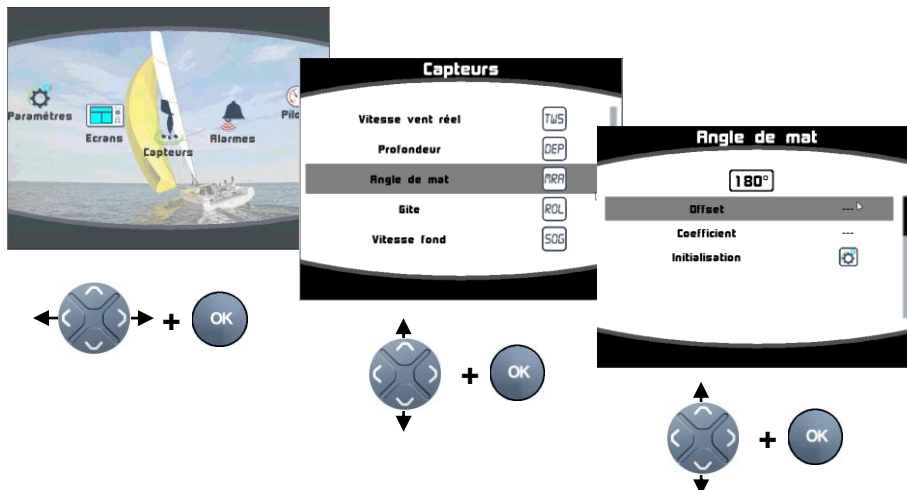 Paramétres
Ecrans
Capteurs
Alarmes
Capteurs
Vitesse vent réel TWS
Profondeur DEP
Angle de mat MRA
Gite ROL
Vitesse fond SOG
Angle de mat
180°
Offset ---
Coefficient ---
Initialisation
+ OK
+ OK
+ OK